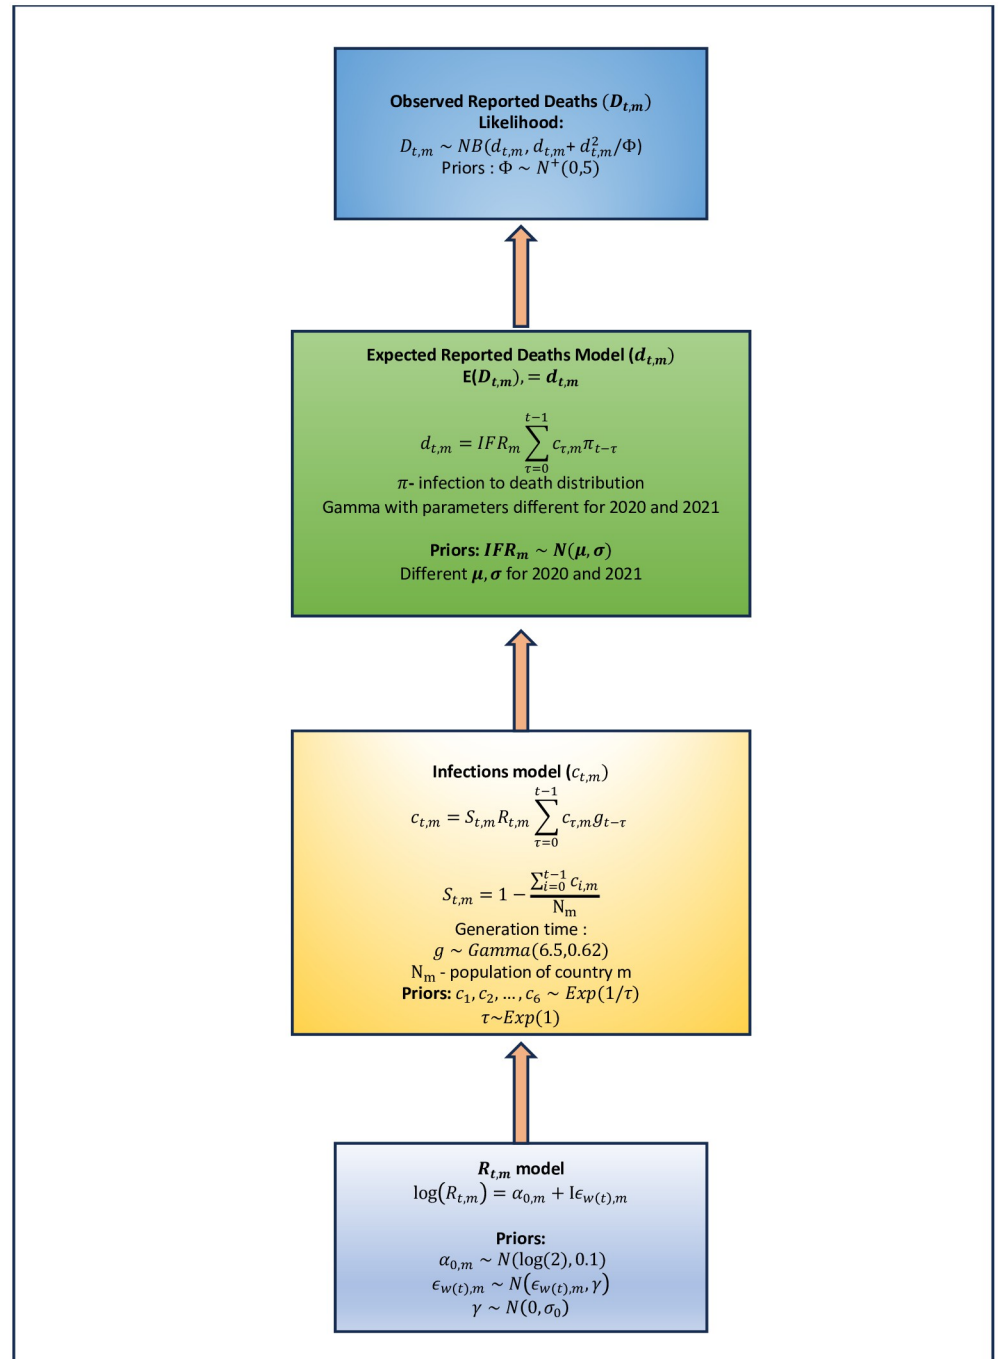 Observed Reported Deaths (D_{t,m})
Likelihood:
D_{t,m} ~ NB(d_{t,m}, d_{t,m}+ d²_{t,m}/Φ)
Priors : Φ ~ N⁺(0,5)
Expected Reported Deaths Model (d_{t,m})
E(D_{t,m}), = d_{t,m}
d_{t,m} = IFR_m ∑_{τ=0}^{t−1} c_{τ,m} π_{t−τ}
π- infection to death distribution
Gamma with parameters different for 2020 and 2021
Priors: IFR_m ~ N(μ, σ)
Different μ, σ for 2020 and 2021
Infections model (c_{t,m})
c_{t,m} = S_{t,m} R_{t,m} ∑_{τ=0}^{t−1} c_{τ,m} g_{t−τ}
S_{t,m} = 1 − ∑_{i=0}^{t−1} c_{i,m} / N_m
Generation time :
g ~ Gamma(6.5,0.62)
N_m - population of country m
Priors: c_1, c_2, ..., c_6 ~ Exp(1/τ)
τ~Exp(1)
R_{t,m} model
log(R_{t,m}) = α_{0,m} + Iϵ_{w(t),m}
Priors:
α_{0,m} ~ N(log(2), 0.1)
ϵ_{w(t),m} ~ N(ϵ_{w(t),m}, γ)
γ ~ N(0, σ_0)